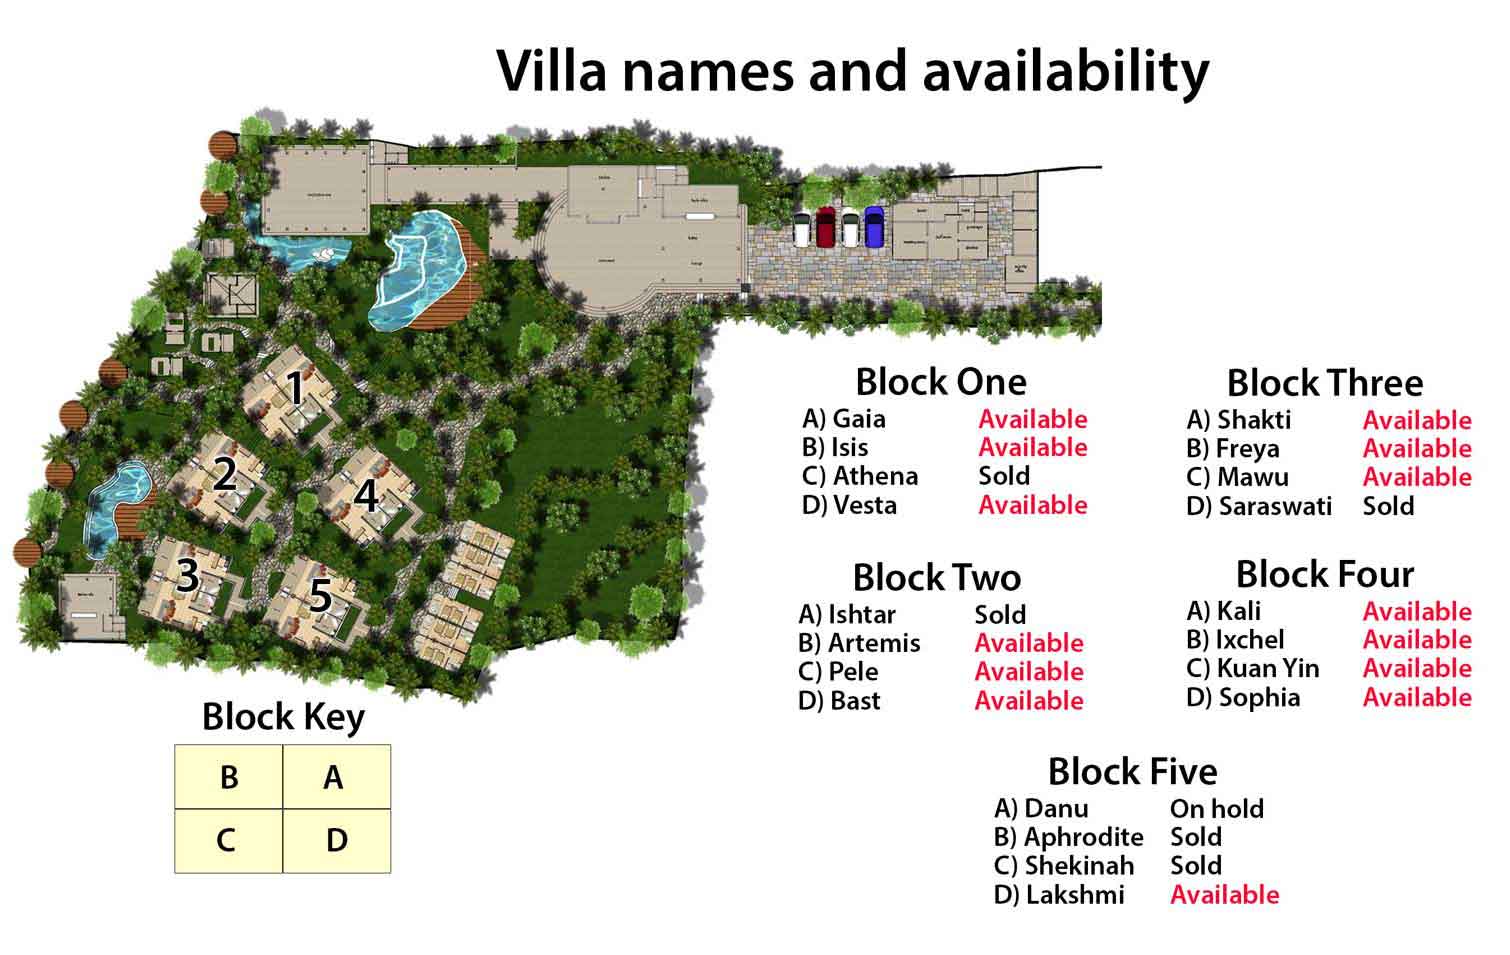 Villa names and availability
1
2
4
3
5
Block One
A) Gaia Available
B) Isis Available
C) Athena Sold
D) Vesta Available
Block Three
A) Shakti Available
B) Freya Available
C) Mawu Available
D) Saraswati Sold
Block Two
A) Ishtar Sold
B) Artemis Available
C) Pele Available
D) Bast Available
Block Four
A) Kali Available
B) Ixchel Available
C) Kuan Yin Available
D) Sophia Available
Block Five
A) Danu On hold
B) Aphrodite Sold
C) Shekinah Sold
D) Lakshmi Available
Block Key
B A
C D